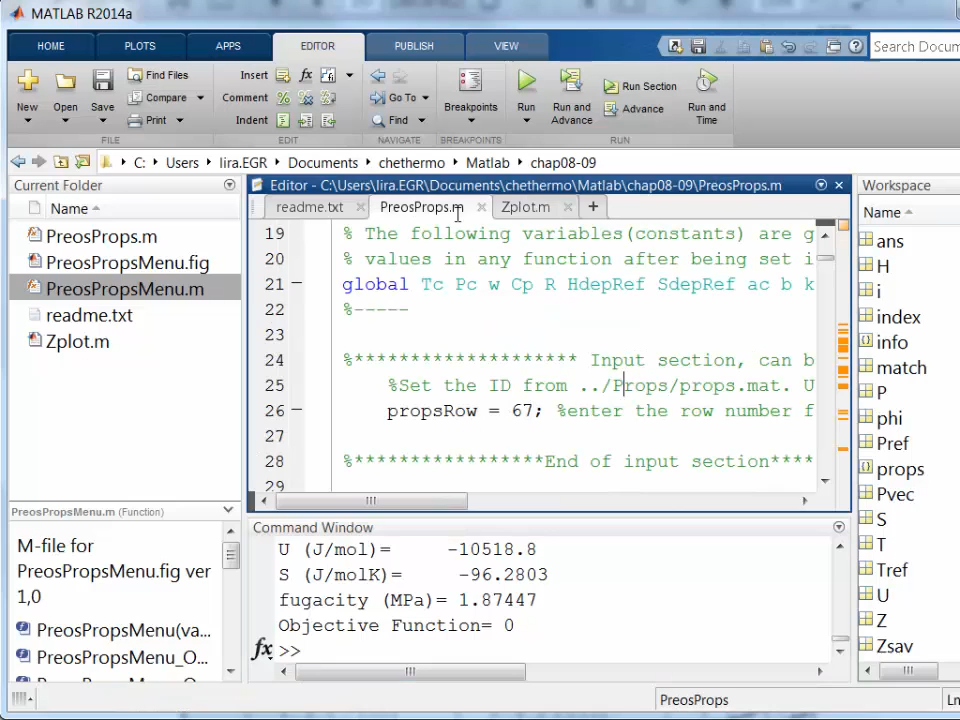 MATLAB R2014a
HOME PLOTS APPS EDITOR PUBLISH VIEW Search Docum
New Open Save Find Files Compare Print Insert Comment Indent fx Go To Find Breakpoints Run Run and Advance Run Section Advance Run and Time
FILE EDIT NAVIGATE BREAKPOINTS RUN
C: Users lira.EGR Documents chethermo Matlab chap08-09
Current Folder
Name
PreosProps.m
PreosPropsMenu.fig
PreosPropsMenu.m
readme.txt
Zplot.m
PreosPropsMenu.m (Function)
M-file for
PreosPropsMenu.fig ver
1,0
PreosPropsMenu(va...
PreosPropsMenu_O...
Editor - C:\Users\lira.EGR\Documents\chethermo\Matlab\chap08-09\PreosProps.m
readme.txt PreosProps.m Zplot.m
19 % The following variables(constants) are g
20 % values in any function after being set i
21 global Tc Pc w Cp R HdepRef SdepRef ac b k
22 %-----
23
24 %******************* Input section, can b
25 %Set the ID from ../Props/props.mat. U
26 propsRow = 67; %enter the row number f
27
28 %*****************End of input section****
29
Command Window
U (J/mol)= -10518.8
S (J/molK)= -96.2803
fugacity (MPa)= 1.87447
Objective Function= 0
fx >>
Workspace
Name
ans
H
i
index
info
match
P
phi
Pref
props
Pvec
S
T
Tref
U
Z
Zsav
PreosProps Ln